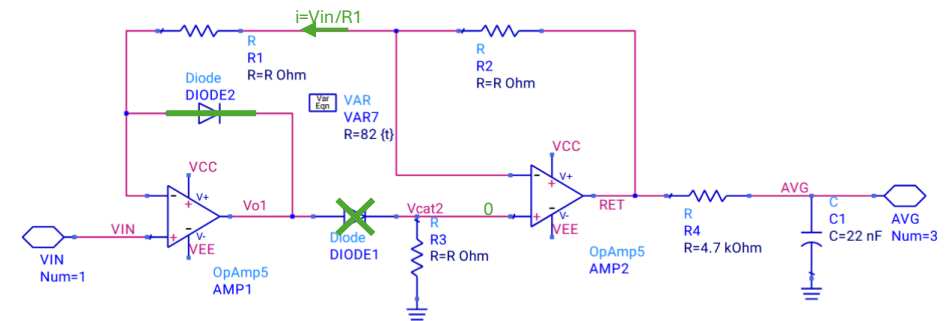 i=Vin/R1
R
R1
R=R Ohm
R
R2
R=R Ohm
Diode
DIODE2
Var
Eqn
VAR
VAR7
R=82 {t}
VCC
V+
+
-
V-
VEE
Vo1
VIN
VIN
Num=1
OpAmp5
AMP1
Diode
DIODE1
Vcat2
R
R3
R=R Ohm
0
VCC
V+
+
-
V-
VEE
RET
OpAmp5
AMP2
R
R4
R=4.7 kOhm
AVG
C
C1
C=22 nF
AVG
Num=3